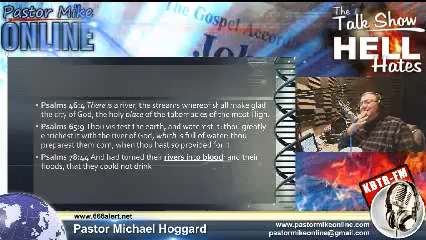 Pastor Mike
ONLINE
The Gospel Accor
The
Talk Show
HELL
Hates
• Psalms 46:4 There is a river, the streams whereof shall make glad
the city of God, the holy place of the tabernacles of the most High.
• Psalms 65:9 Thou visitest the earth, and waterest it: thou greatly
enrichest it with the river of God, which is full of water: thou
preparest them corn, when thou hast so provided for it.
• Psalms 78:44 And had turned their rivers into blood; and their
floods, that they could not drink.
KBTR-FM
www.666alert.net
Pastor Michael Hoggard
www.pastormikeonline.com
pastormikeonline@gmail.com